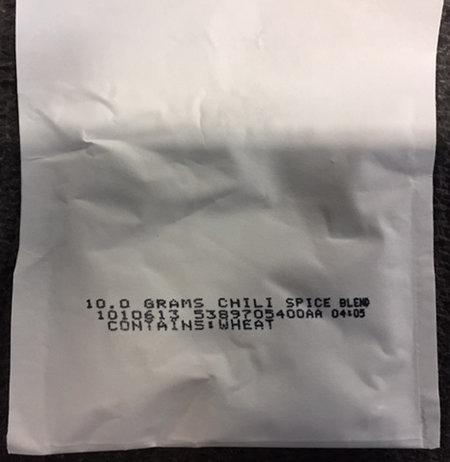 10.0 GRAMS CHILI SPICE BLEND
1010613 5389705400AA 04:05
CONTAINS:WHEAT